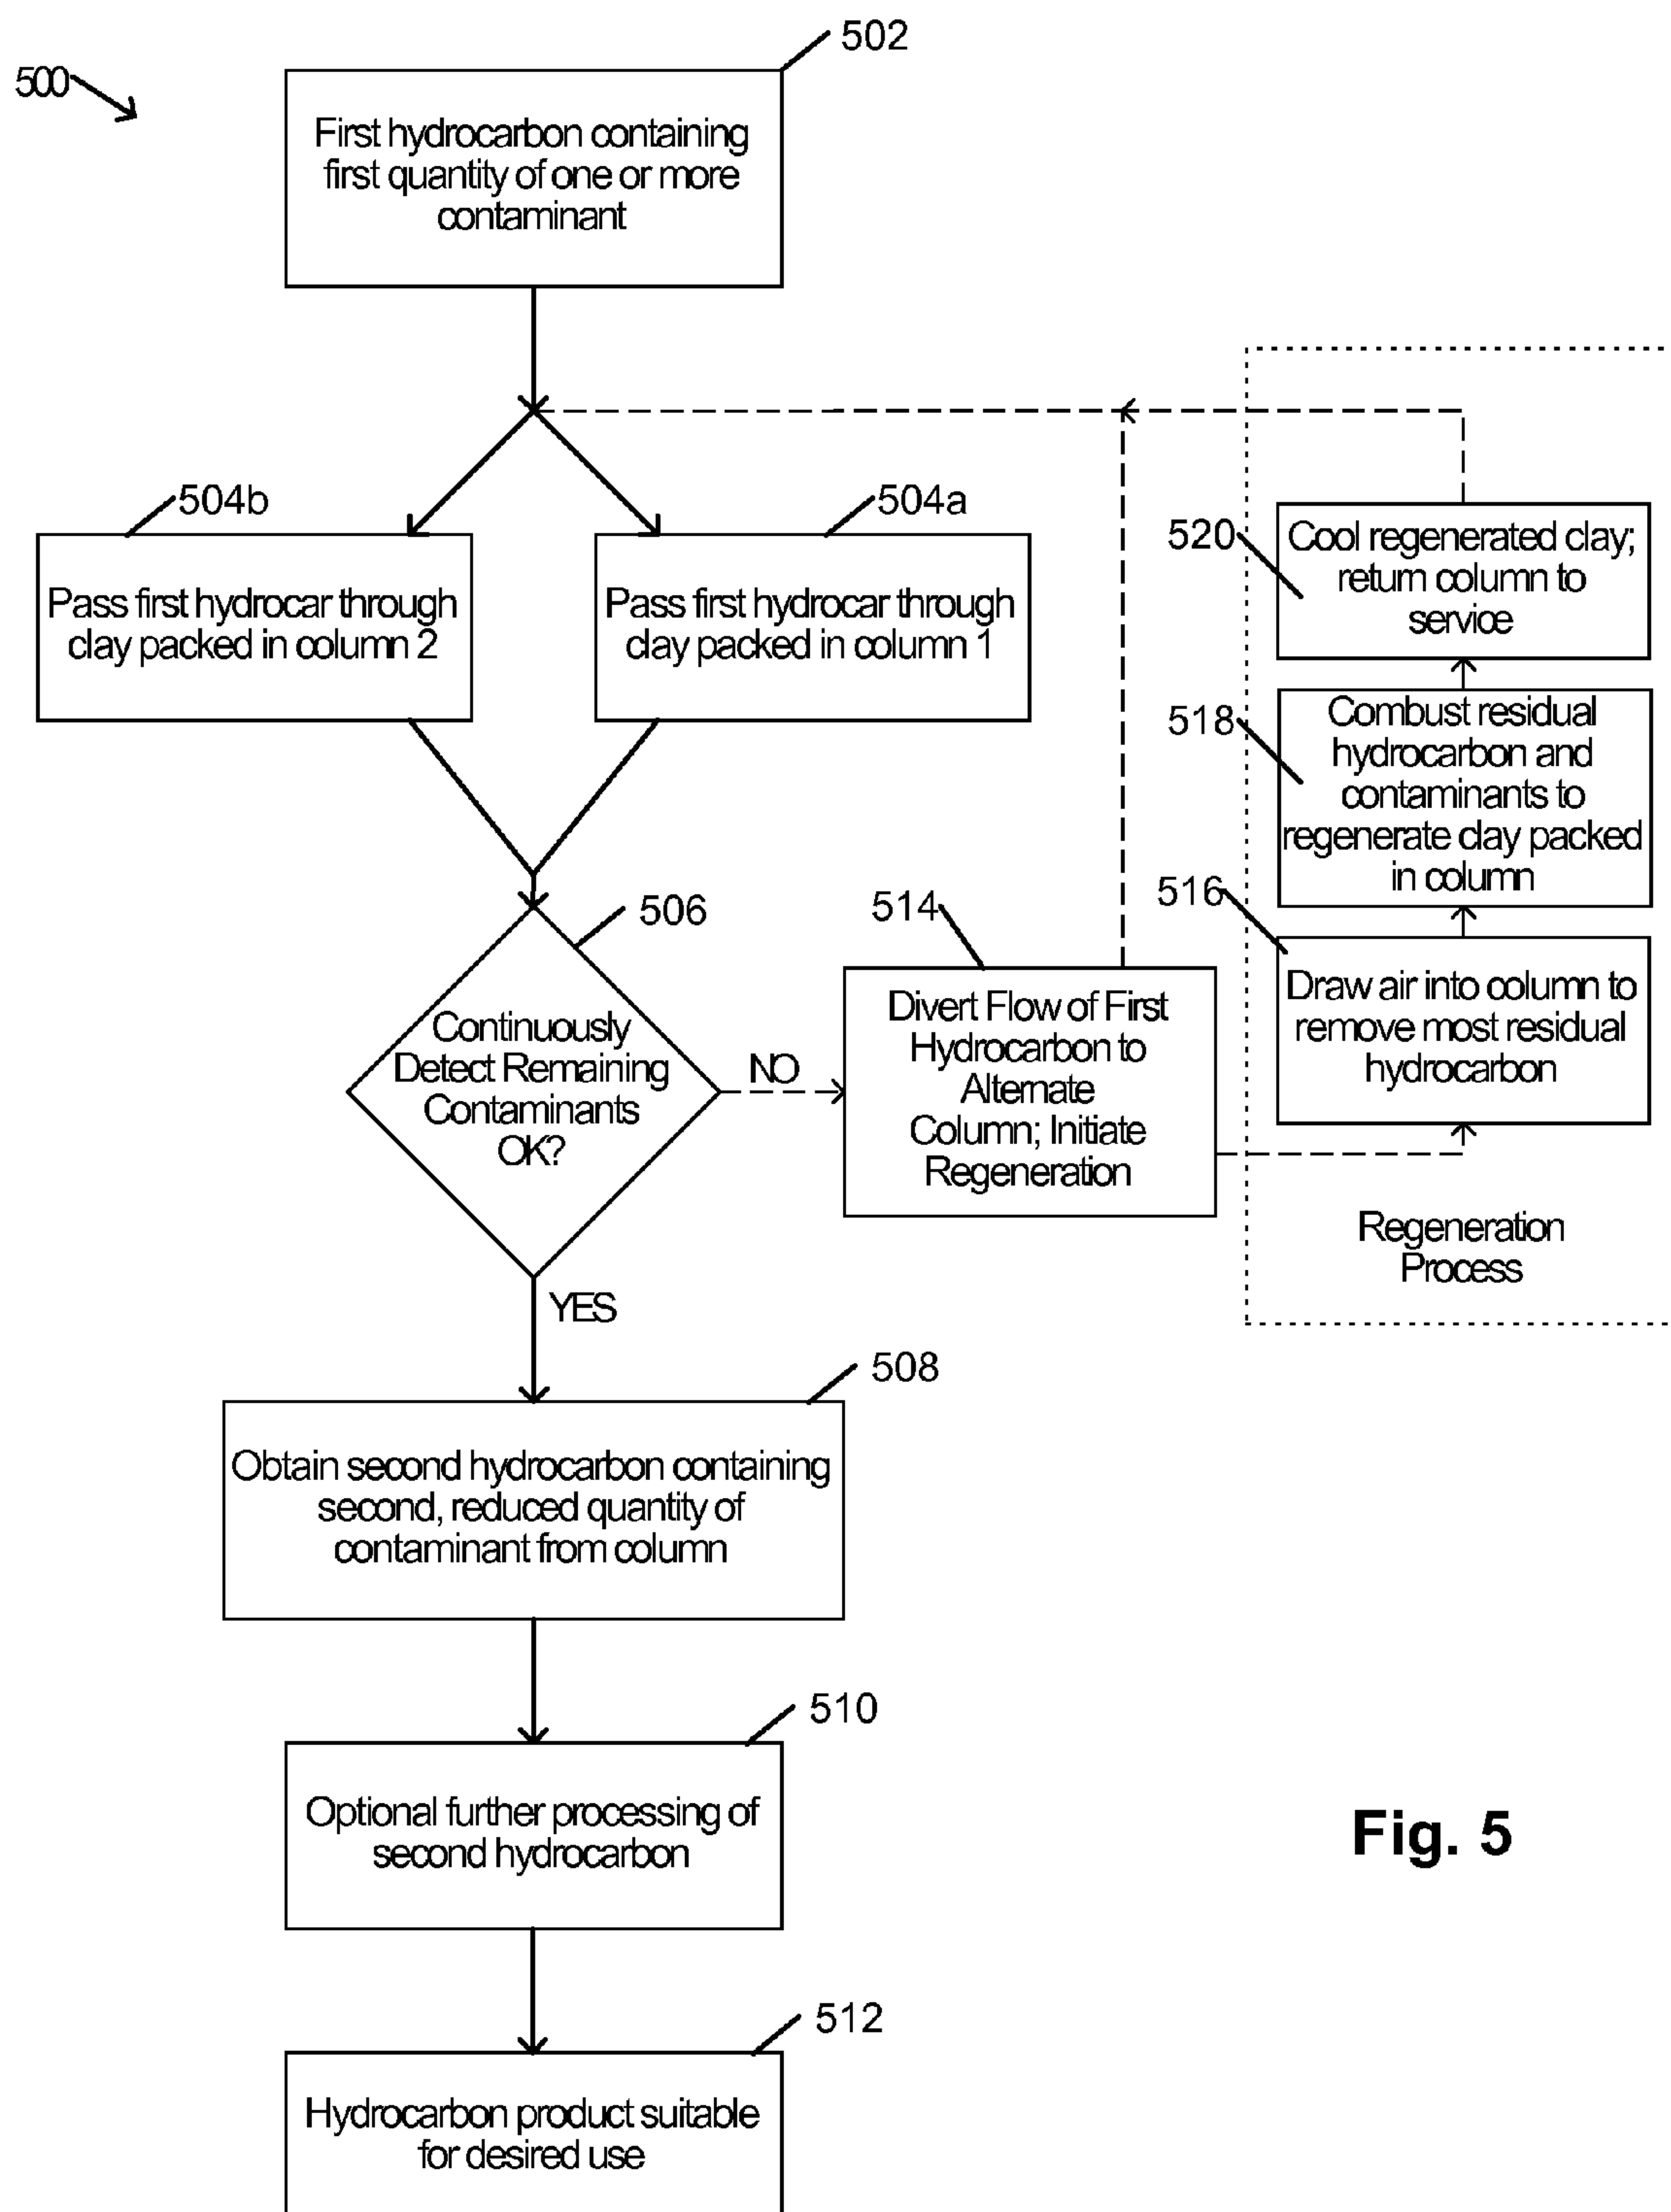 502
500
First hydrocarbon containing
first quantity of one or more
contaminant
504b
504a
Pass first hydrocar through
clay packed in column 2
Pass first hydrocar through
clay packed in column 1
520
Cool regenerated clay;
return column to
service
518
Combust residual
hydrocarbon and
contaminants to
regenerate clay packed
in column
516
Draw air into column to
remove most residual
hydrocarbon
Regeneration
Process
506
Continuously
Detect Remaining
Contaminants
OK?
NO
514
Divert Flow of First
Hydrocarbon to
Alternate
Column; Initiate
Regeneration
YES
508
Obtain second hydrocarbon containing
second, reduced quantity of
contaminant from column
510
Optional further processing of
second hydrocarbon
512
Hydrocarbon product suitable
for desired use
Fig. 5